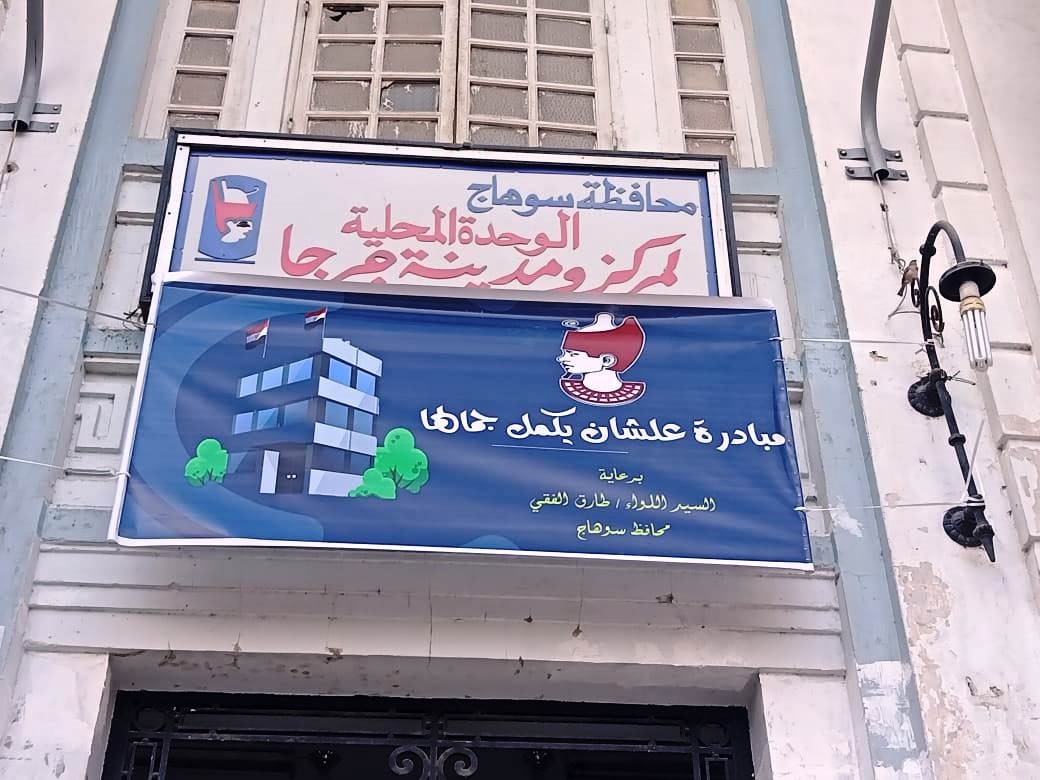 محافظة سوهاج
الوحدة المحلية
لمركز ومدينة جرجا
مبادرة علشان يكمل جمالها
برعاية
السيد اللواء / طارق الفقي
محافظ سوهاج